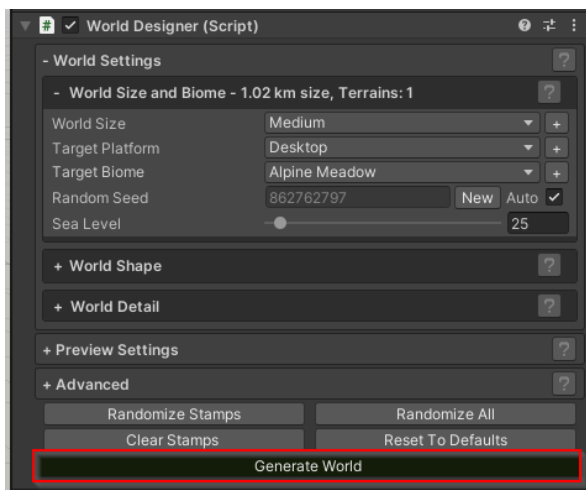 # World Designer (Script) ?
- World Settings ?
- World Size and Biome - 1.02 km size, Terrains: 1 ?
World Size Medium +
Target Platform Desktop +
Target Biome Alpine Meadow +
Random Seed 862762797 New Auto
Sea Level 25
+ World Shape ?
+ World Detail ?
+ Preview Settings ?
+ Advanced ?
Randomize Stamps Randomize All
Clear Stamps Reset To Defaults
Generate World